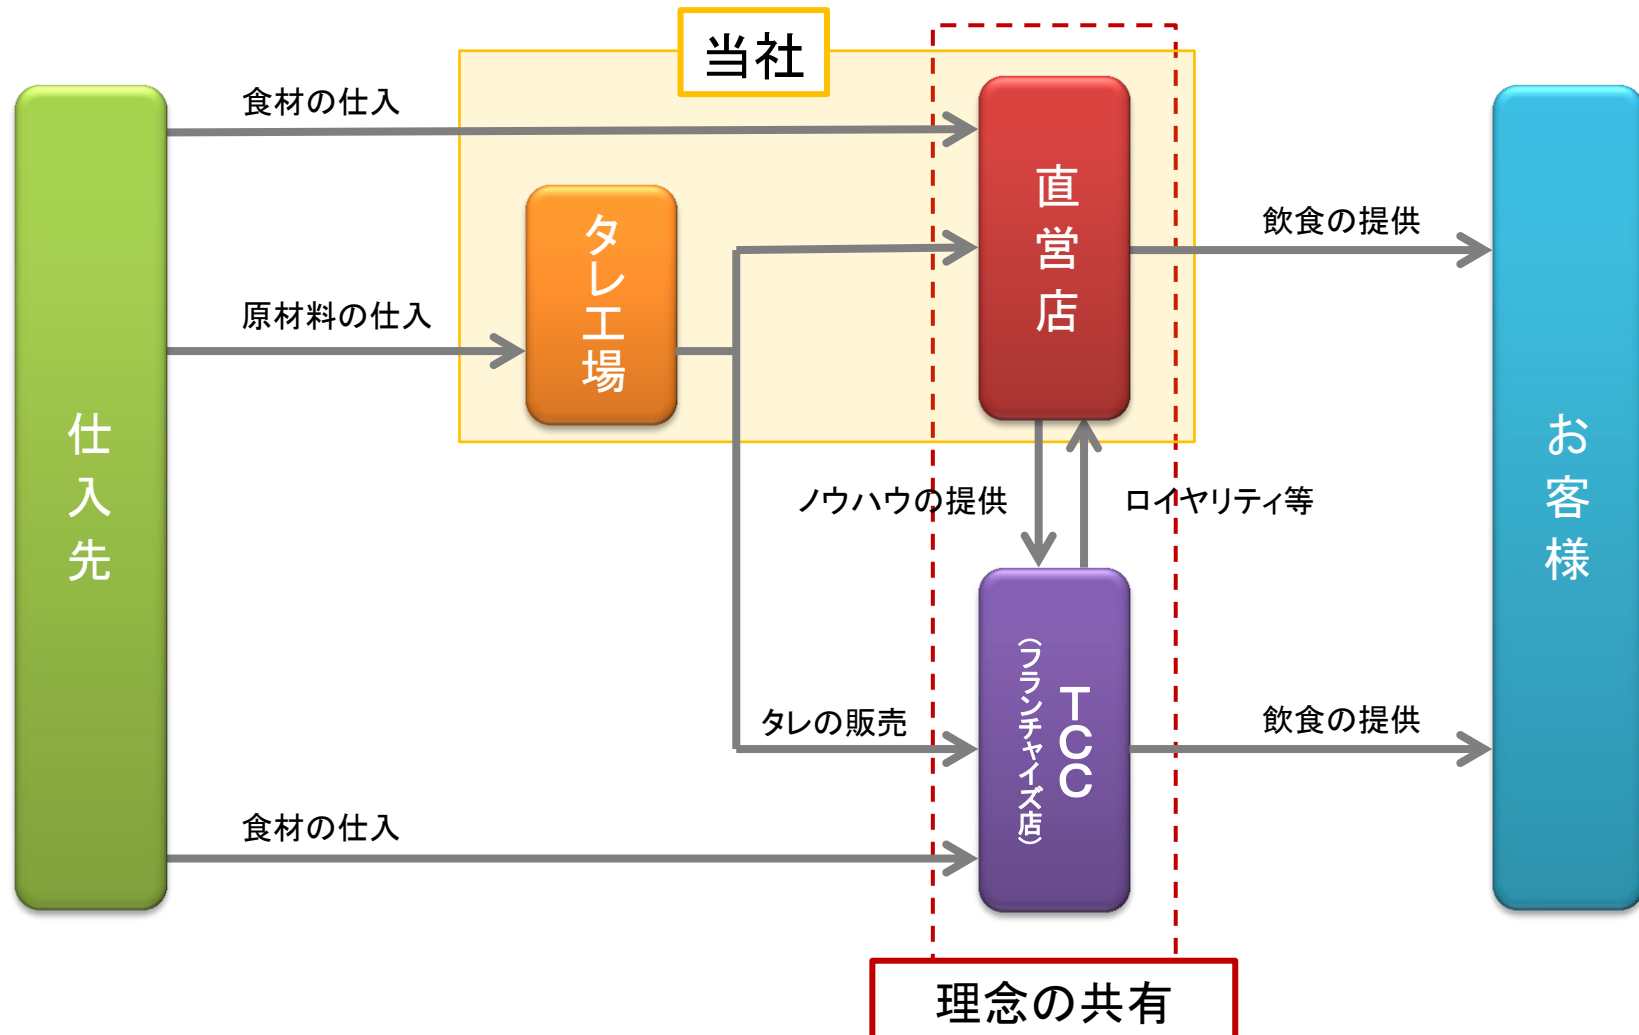 当社
食材の仕入
直営店
タレ工場
飲食の提供
原材料の仕入
仕入先
お客様
ノウハウの提供
ロイヤリティ等
TCC
(フランチャイズ店)
タレの販売
飲食の提供
食材の仕入
理念の共有